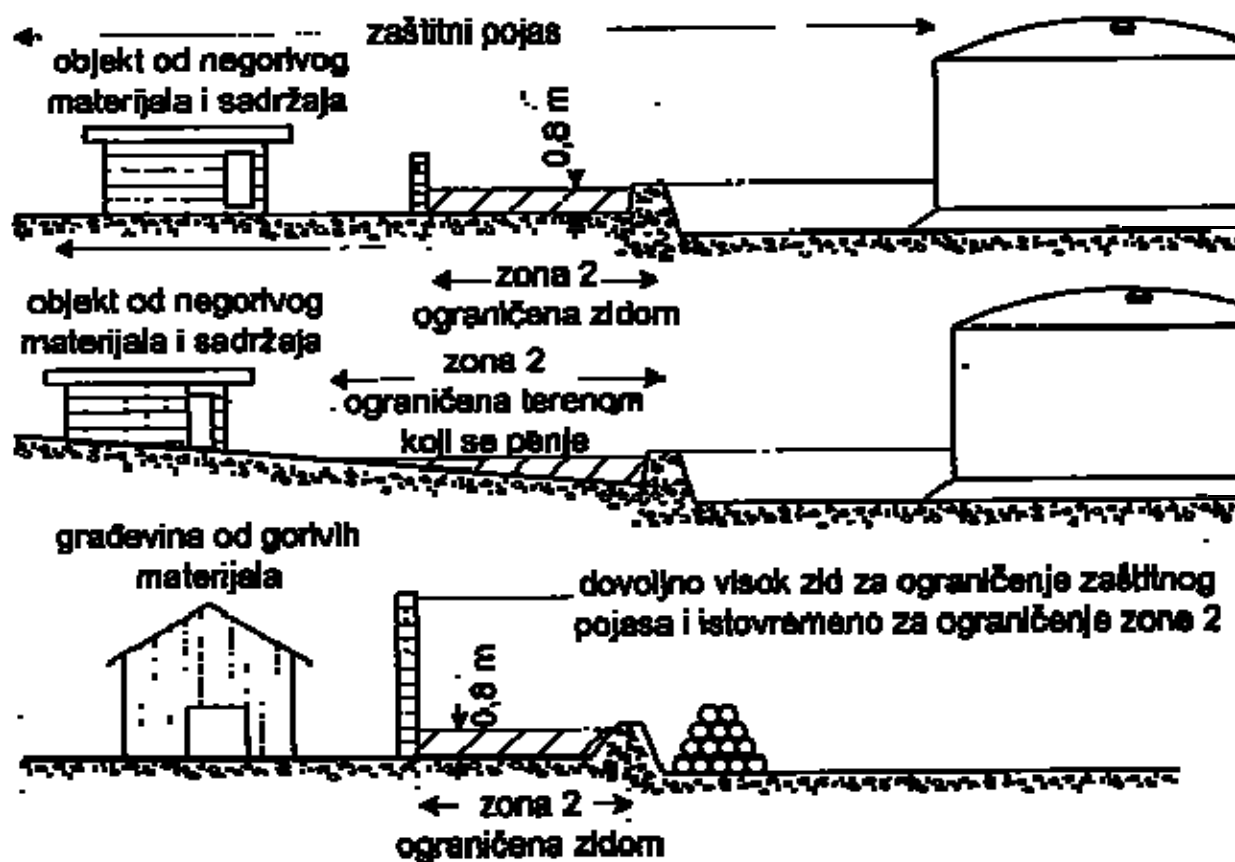 zaštitni pojas
objekt od negorivog
materijala i sadržaja
0,8 m
zona 2
ograničena zidom
objekt od negorivog
materijala i sadržaja
zona 2
ograničena terenom
koji se penje
građevina od gorivih
materijala
dovoljno visok zid za ograničenje zaštitnog
pojasa i istovremeno za ograničenje zone 2
0,8 m
zona 2
ograničena zidom